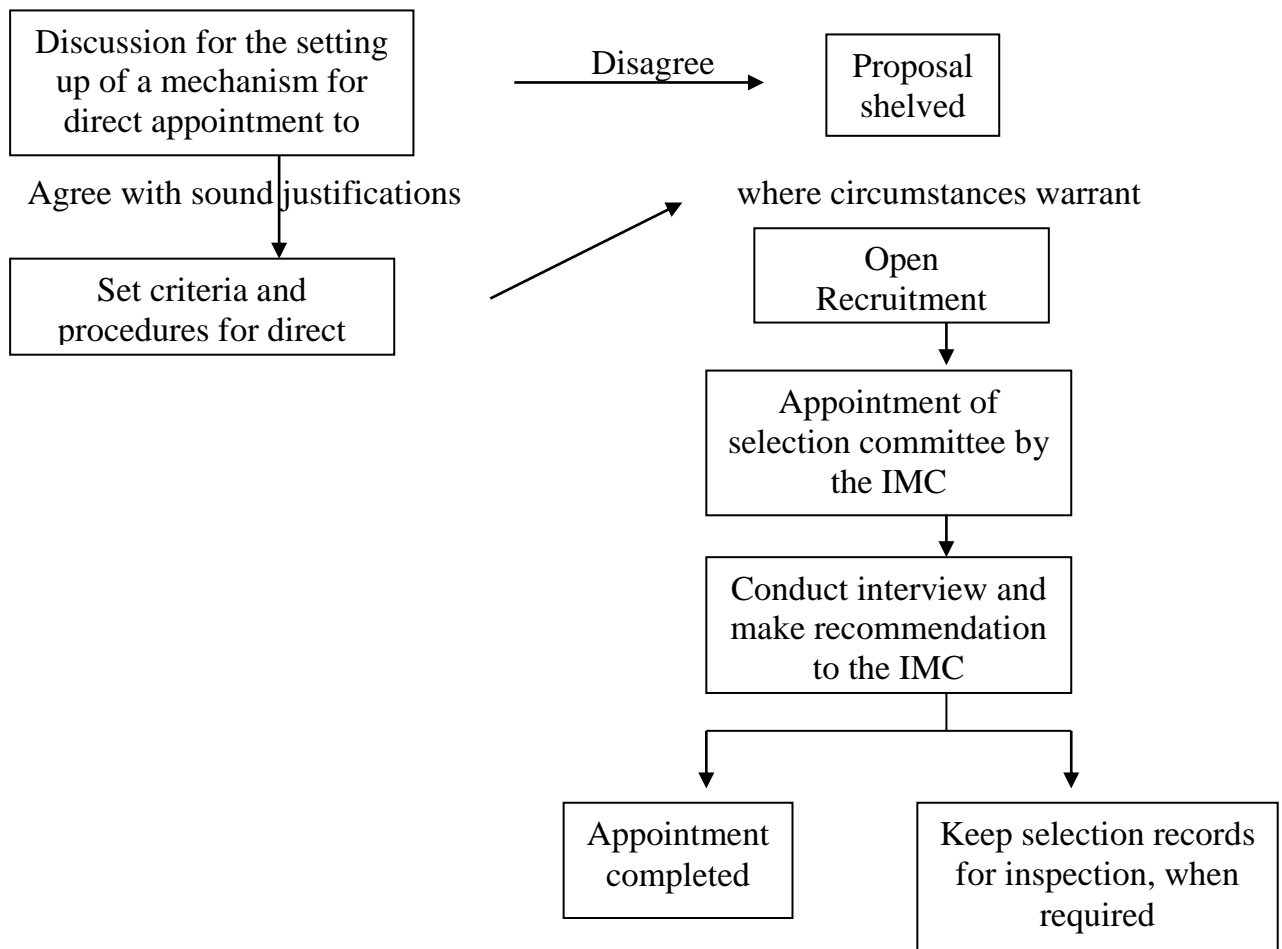 Discussion for the setting
up of a mechanism for
direct appointment to
Disagree
Proposal
shelved
Agree with sound justifications
where circumstances warrant
Set criteria and
procedures for direct
Open
Recruitment
Appointment of
selection committee by
the IMC
Conduct interview and
make recommendation
to the IMC
Appointment
completed
Keep selection records
for inspection, when
required